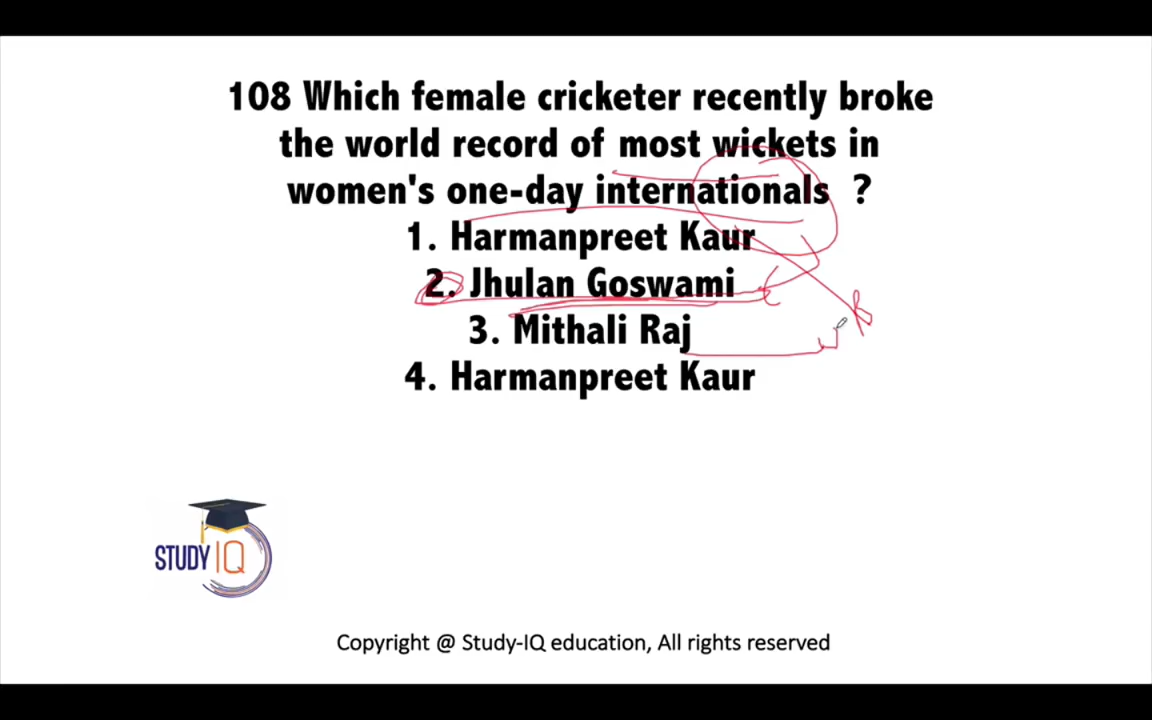 108 Which female cricketer recently broke
the world record of most wickets in
women's one-day internationals ?
1. Harmanpreet Kaur
2. Jhulan Goswami
3. Mithali Raj
4. Harmanpreet Kaur
STUDY IQ
Copyright @ Study-IQ education, All rights reserved